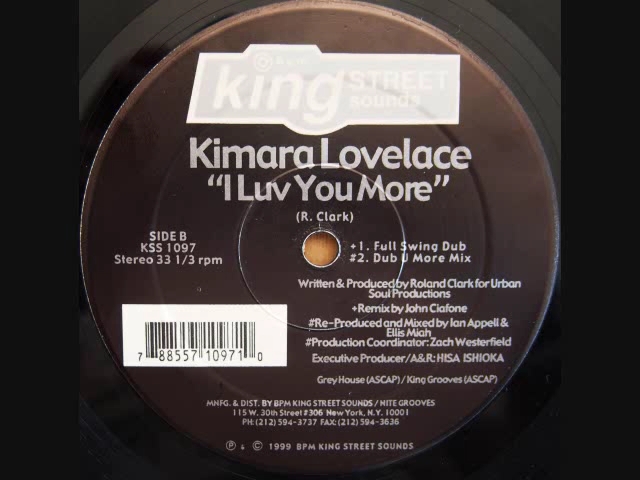 bpm
king STREET
sounds
Kimara Lovelace
"I Luv You More"
(R. Clark)
SIDE B
KSS 1097
Stereo 33 1/3 rpm
+1. Full Swing Dub
#2. Dub U More Mix
Written & Produced by Roland Clark for Urban
Soul Productions
+Remix by John Ciafone
#Re-Produced and Mixed by Ian Appell &
Ellis Miah
#Production Coordinator: Zach Westerfield
Executive Producer/A&R: HISA ISHIOKA
7 88557 10971 0
Grey House (ASCAP) / King Grooves (ASCAP)
MNFG. & DIST. BY BPM KING STREET SOUNDS / NITE GROOVES
115 W. 30th Street #306 New York, N.Y. 10001
PH:(212) 594-3737 FAX:(212) 594-3636
℗ © 1999 BPM KING STREET SOUNDS